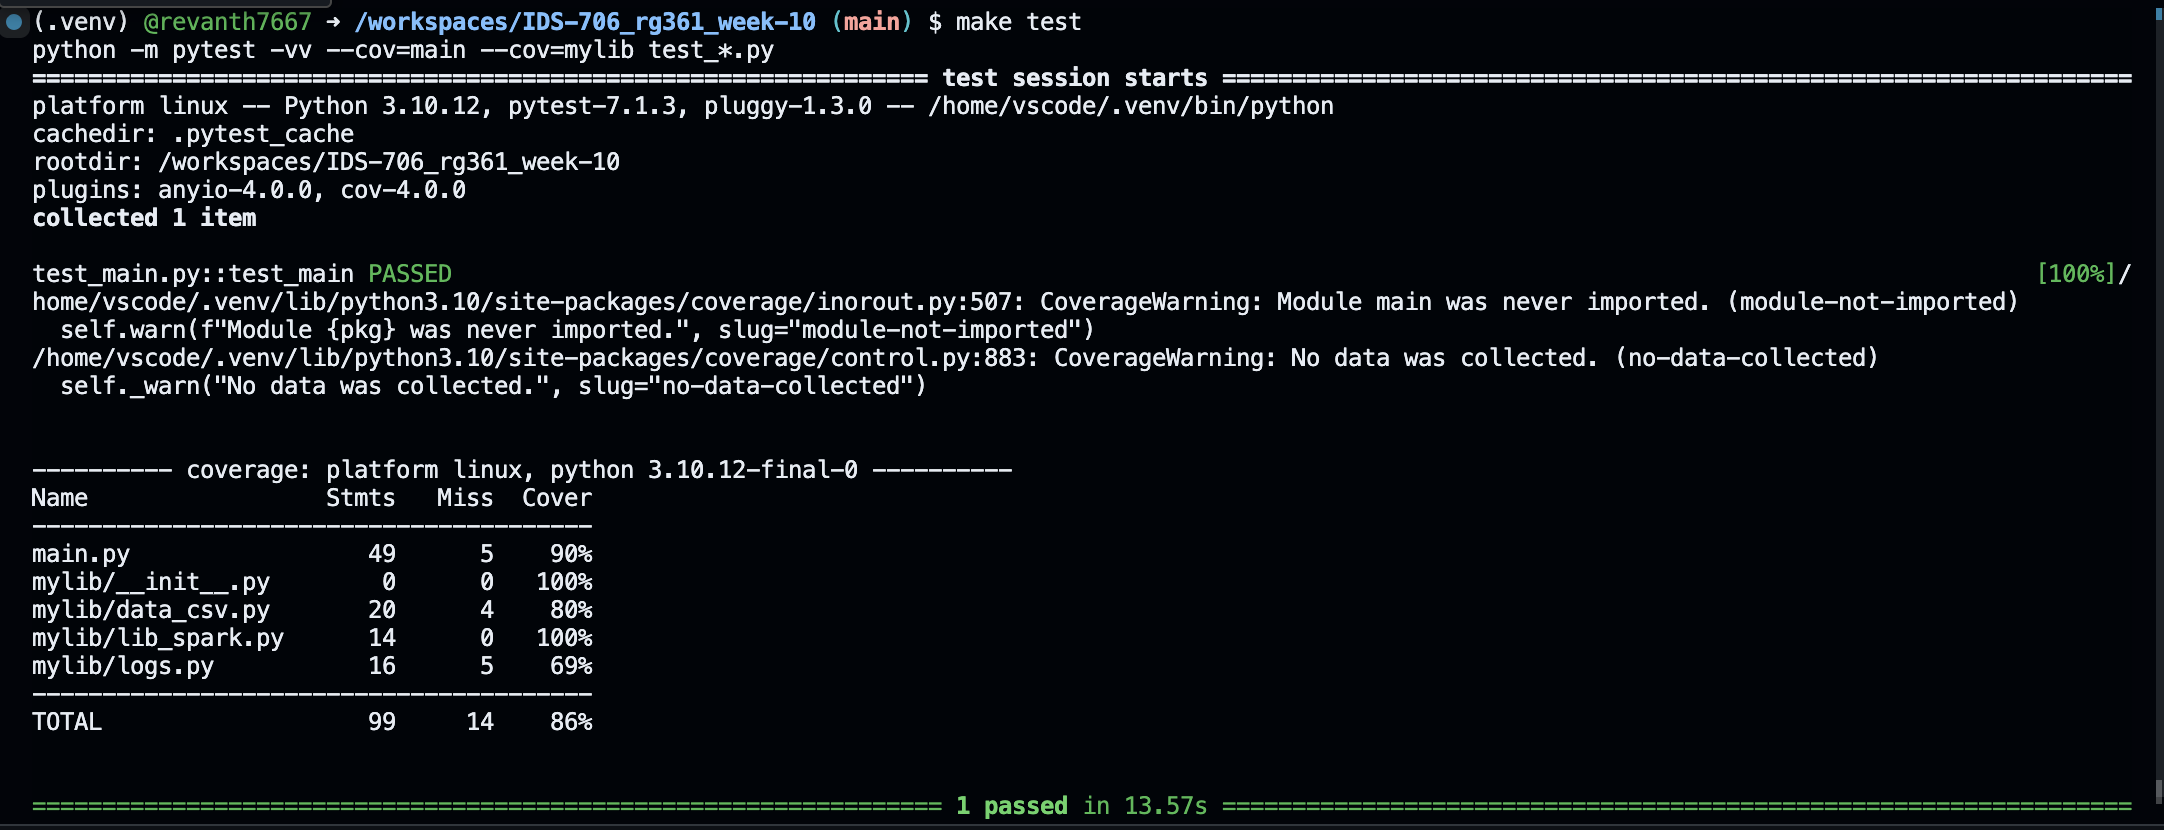 (.venv) @revanth7667 → /workspaces/IDS-706_rg361_week-10 (main) $ make test
python -m pytest -vv --cov=main --cov=mylib test_*.py
================================================================ test session starts =================================================================
platform linux -- Python 3.10.12, pytest-7.1.3, pluggy-1.3.0 -- /home/vscode/.venv/bin/python
cachedir: .pytest_cache
rootdir: /workspaces/IDS-706_rg361_week-10
plugins: anyio-4.0.0, cov-4.0.0
collected 1 item
test_main.py::test_main PASSED [100%]/
home/vscode/.venv/lib/python3.10/site-packages/coverage/inorout.py:507: CoverageWarning: Module main was never imported. (module-not-imported)
  self.warn(f"Module {pkg} was never imported.", slug="module-not-imported")
/home/vscode/.venv/lib/python3.10/site-packages/coverage/control.py:883: CoverageWarning: No data was collected. (no-data-collected)
  self._warn("No data was collected.", slug="no-data-collected")
---------- coverage: platform linux, python 3.10.12-final-0 ----------
Name                 Stmts   Miss  Cover
----------------------------------------
main.py                 49      5    90%
mylib/__init__.py        0      0   100%
mylib/data_csv.py       20      4    80%
mylib/lib_spark.py      14      0   100%
mylib/logs.py           16      5    69%
----------------------------------------
TOTAL                   99     14    86%
================================================================= 1 passed in 13.57s =================================================================